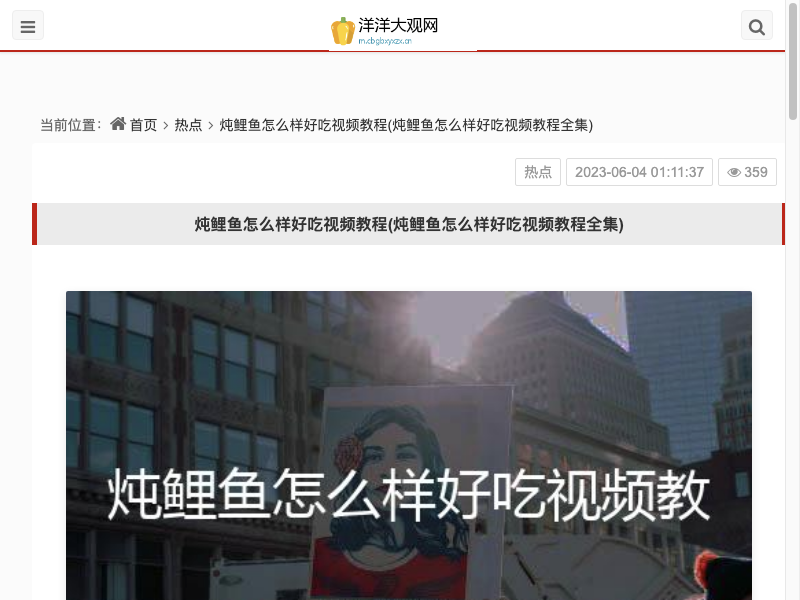 洋洋大观网
m.cbgbxyxzx.cn
当前位置： 首页 > 热点 > 炖鲤鱼怎么样好吃视频教程(炖鲤鱼怎么样好吃视频教程全集)
热点 2023-06-04 01:11:37 359
炖鲤鱼怎么样好吃视频教程(炖鲤鱼怎么样好吃视频教程全集)
炖鲤鱼怎么样好吃视频教